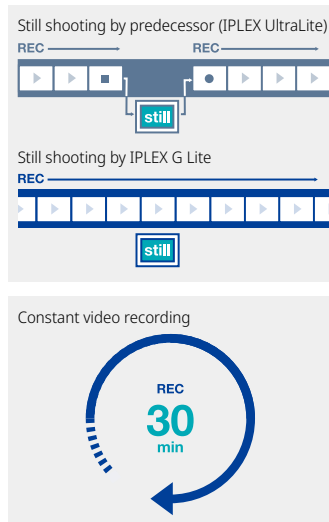 Still shooting by predecessor (IPLEX UltraLite)
REC REC
still
Still shooting by IPLEX G Lite
REC
still
Constant video recording
REC
30
min